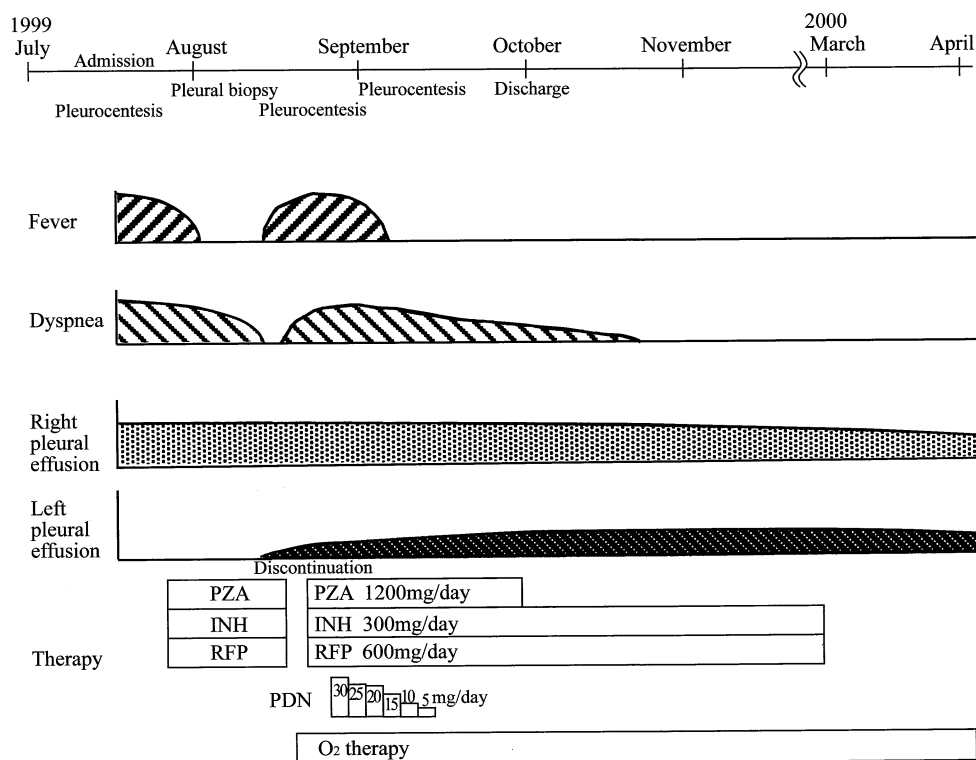 1999
2000
July
August
September
October
November
March
April
Admission
Pleural biopsy
Pleurocentesis
Discharge
Pleurocentesis
Pleurocentesis
Fever
Dyspnea
Right
pleural
effusion
Left
pleural
effusion
Discontinuation
PZA
PZA 1200mg/day
INH
INH 300mg/day
RFP
RFP 600mg/day
Therapy
PDN
30
25
20
15
10
5 mg/day
O₂ therapy